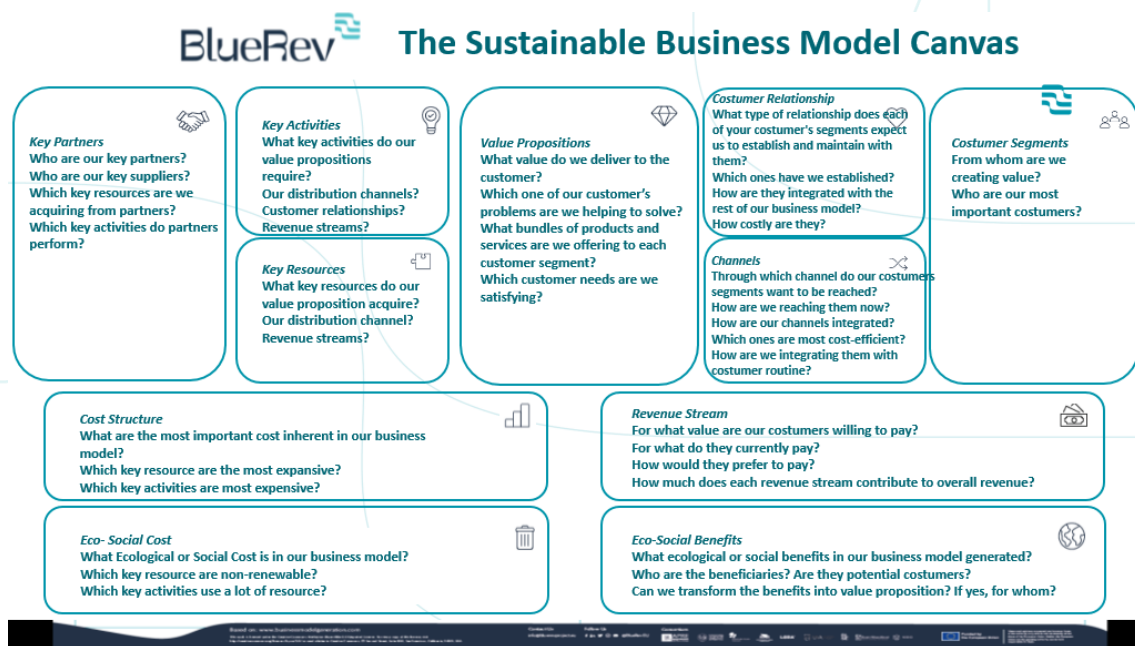 BlueRev
The Sustainable Business Model Canvas
Key Partners
Who are our key partners?
Who are our key suppliers?
Which key resources are we
acquiring from partners?
Which key activities do partners
perform?
Key Activities
What key activities do our
value propositions
require?
Our distribution channels?
Customer relationships?
Revenue streams?
Key Resources
What key resources do our
value proposition acquire?
Our distribution channel?
Revenue streams?
Value Propositions
What value do we deliver to the
customer?
Which one of our customer's
problems are we helping to solve?
What bundles of products and
services are we offering to each
customer segment?
Which customer needs are we
satisfying?
Costumer Relationship
What type of relationship does each
of your costumer's segments expect
us to establish and maintain with
them?
Which ones have we established?
How are they integrated with the
rest of our business model?
How costly are they?
Channels
Through which channel do our costumers
segments want to be reached?
How are we reaching them now?
How are our channels integrated?
Which ones are most cost-efficient?
How are we integrating them with
costumer routine?
Costumer Segments
From whom are we
creating value?
Who are our most
important costumers?
Cost Structure
What are the most important cost inherent in our business
model?
Which key resource are the most expensive?
Which key activities are most expensive?
Revenue Stream
For what value are our costumers willing to pay?
For what do they currently pay?
How would they prefer to pay?
How much does each revenue stream contribute to overall revenue?
Eco- Social Cost
What Ecological or Social Cost is in our business model?
Which key resource are non-renewable?
Which key activities use a lot of resource?
Eco-Social Benefits
What ecological or social benefits in our business model generated?
Who are the beneficiaries? Are they potential costumers?
Can we transform the benefits into value proposition? If yes, for whom?